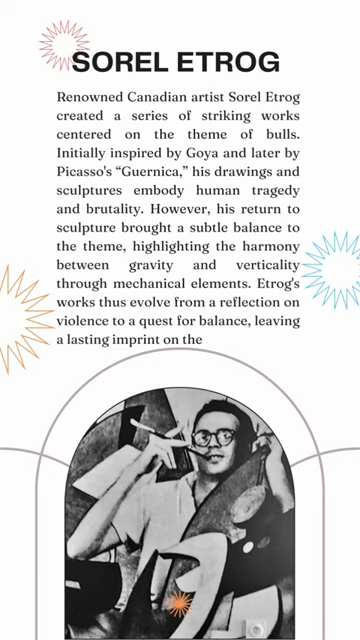 SOREL ETROG
Renowned Canadian artist Sorel Etrog
created a series of striking works
centered on the theme of bulls.
Initially inspired by Goya and later by
Picasso's “Guernica,” his drawings and
sculptures embody human tragedy
and brutality. However, his return to
sculpture brought a subtle balance to
the theme, highlighting the harmony
between gravity and verticality
through mechanical elements. Etrog's
works thus evolve from a reflection on
violence to a quest for balance, leaving
a lasting imprint on the